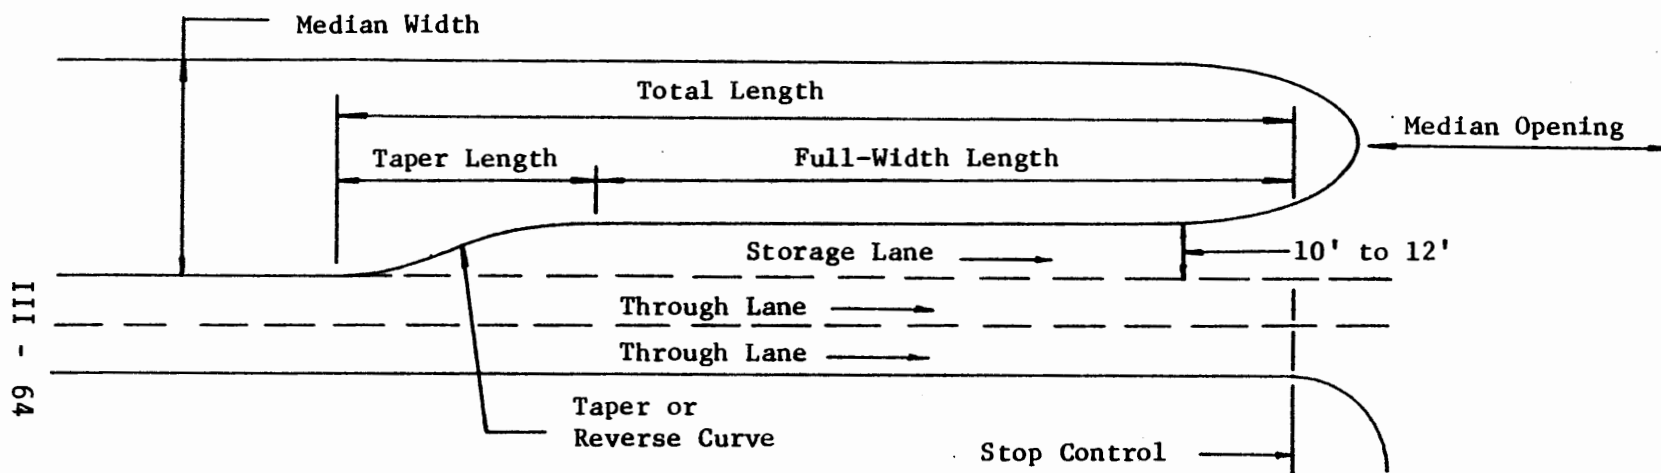 Median Width
Total Length
Median Opening
Taper Length
Full-Width Length
Storage Lane
10' to 12'
Through Lane
Through Lane
Taper or
Reverse Curve
Stop Control
III - 64